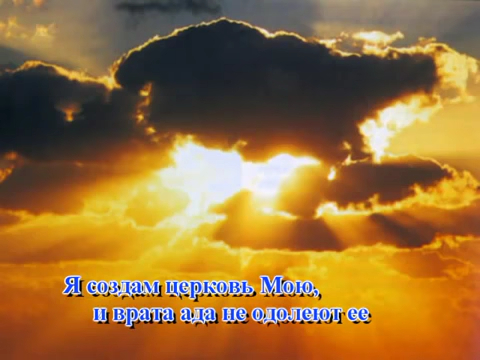 Я создам церковь Мою,
и врата ада не одолеют ее